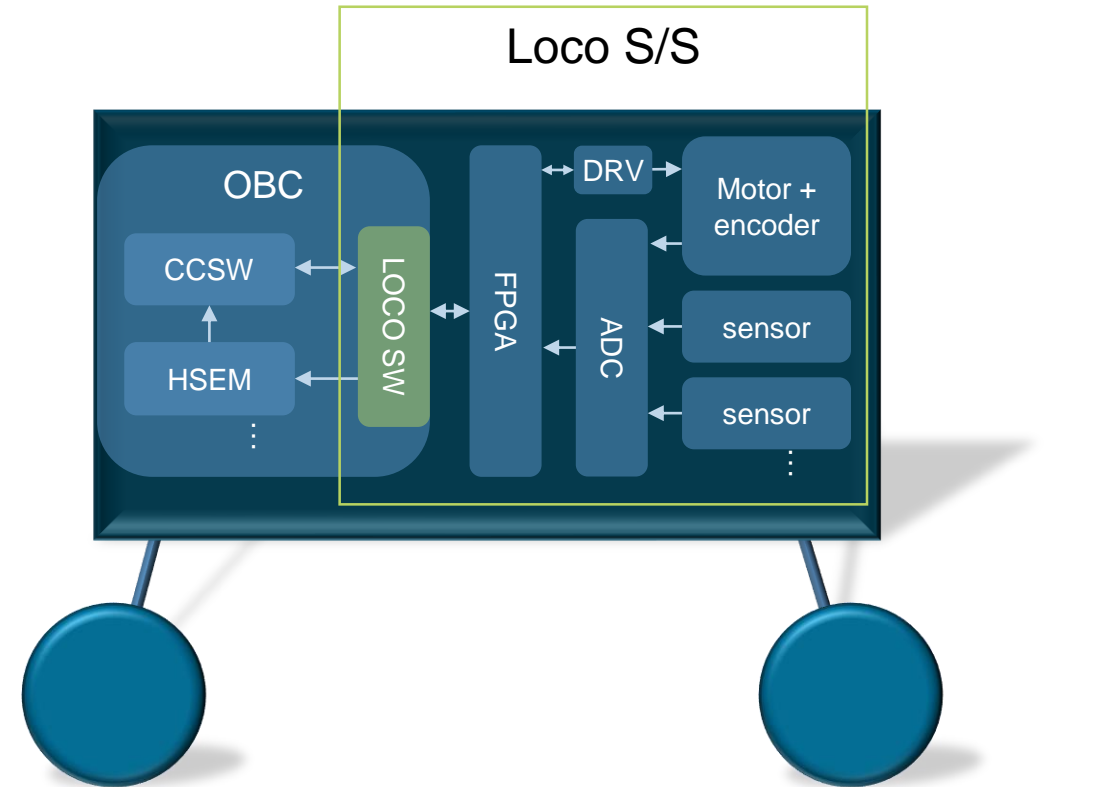 Loco S/S
OBC
CCSW
HSEM
⋮
LOCO SW
FPGA
DRV
ADC
Motor +
encoder
sensor
sensor
⋮